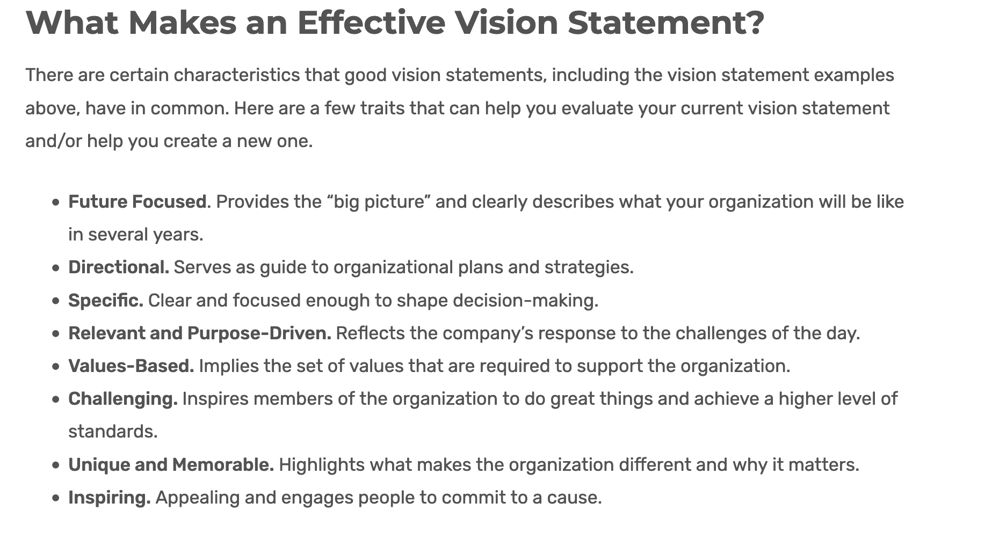 What Makes an Effective Vision Statement?
There are certain characteristics that good vision statements, including the vision statement examples
above, have in common. Here are a few traits that can help you evaluate your current vision statement
and/or help you create a new one.
• Future Focused. Provides the “big picture” and clearly describes what your organization will be like
in several years.
• Directional. Serves as guide to organizational plans and strategies.
• Specific. Clear and focused enough to shape decision-making.
• Relevant and Purpose-Driven. Reflects the company’s response to the challenges of the day.
• Values-Based. Implies the set of values that are required to support the organization.
• Challenging. Inspires members of the organization to do great things and achieve a higher level of
standards.
• Unique and Memorable. Highlights what makes the organization different and why it matters.
• Inspiring. Appealing and engages people to commit to a cause.